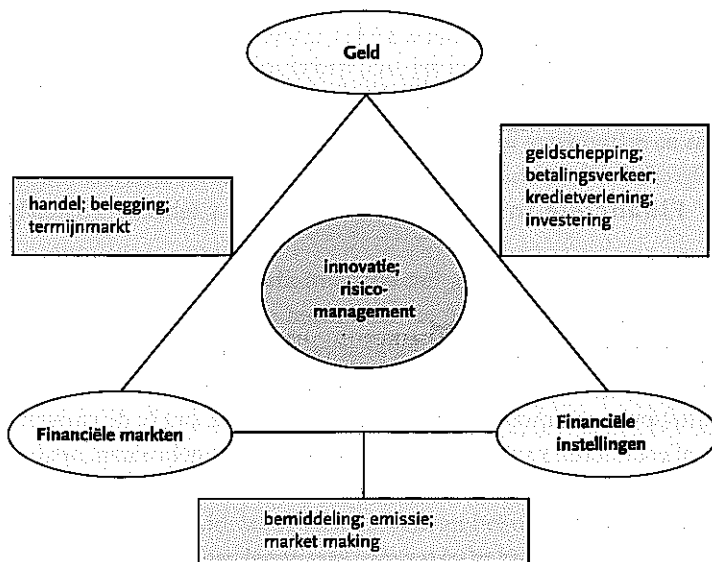 Geld
geldschepping;
betalingsverkeer;
kredietverlening;
investering
handel; belegging;
termijnmarkt
innovatie;
risico-
management
Financiële markten
Financiële
instellingen
bemiddeling; emissie;
market making